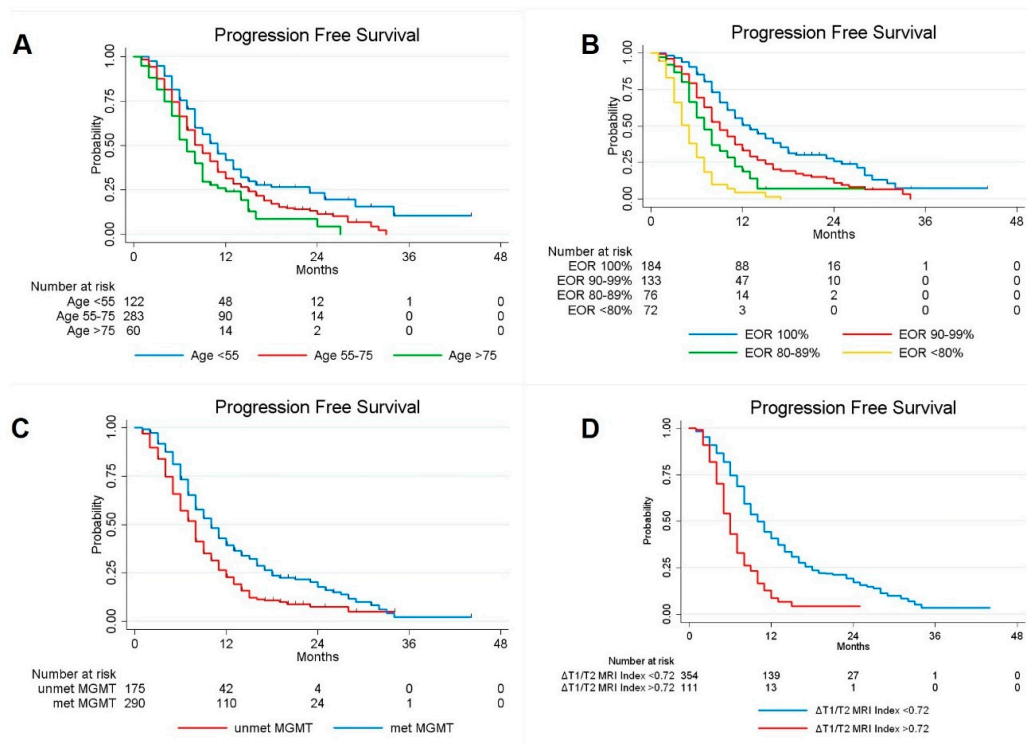 A
Progression Free Survival
Probability
1.00
0.75
0.50
0.25
0.00
0 12 24 36 48
Months
Number at risk
Age <55 122 48 12 1 0
Age 55-75 283 90 14 0 0
Age >75 60 14 2 0 0
Age <55 Age 55-75 Age >75
B
Progression Free Survival
Probability
1.00
0.75
0.50
0.25
0.00
0 12 24 36 48
Months
Number at risk
EOR 100% 184 88 16 1 0
EOR 90-99% 133 47 10 0 0
EOR 80-89% 76 14 2 0 0
EOR <80% 72 3 0 0 0
EOR 100% EOR 90-99%
EOR 80-89% EOR <80%
C
Progression Free Survival
Probability
1.00
0.75
0.50
0.25
0.00
0 12 24 36 48
Months
Number at risk
unmet MGMT 175 42 4 0 0
met MGMT 290 110 24 1 0
unmet MGMT met MGMT
D
Progression Free Survival
Probability
1.00
0.75
0.50
0.25
0.00
0 12 24 36 48
Months
Number at risk
ΔT1/T2 MRI Index <0.72 354 139 27 1 0
ΔT1/T2 MRI Index >0.72 111 13 1 0 0
ΔT1/T2 MRI Index <0.72
ΔT1/T2 MRI Index >0.72